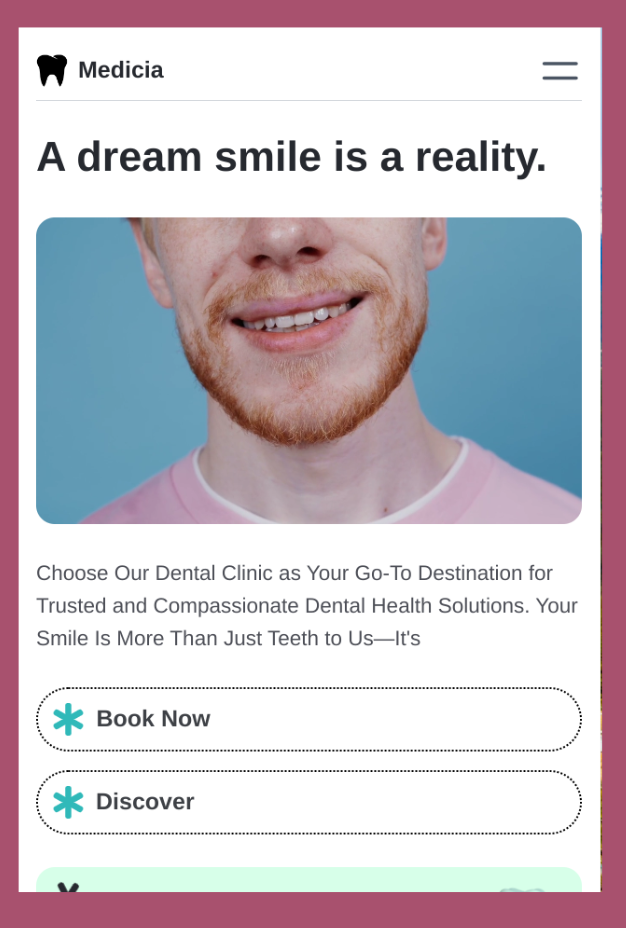 Medicia
A dream smile is a reality.
Choose Our Dental Clinic as Your Go-To Destination for
Trusted and Compassionate Dental Health Solutions. Your
Smile Is More Than Just Teeth to Us—It's
Book Now
Discover